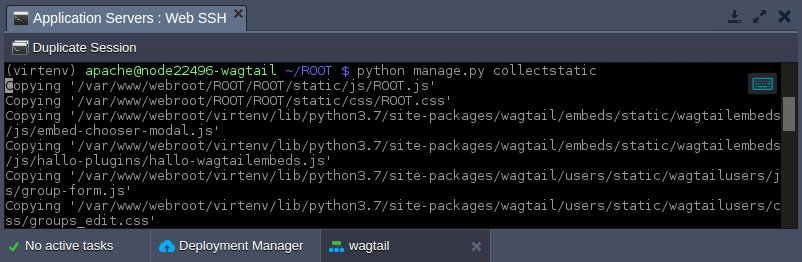 Application Servers : Web SSH
Duplicate Session
(virtenv) apache@node22496-wagtail ~/ROOT $ python manage.py collectstatic
Copying '/var/www/webroot/ROOT/ROOT/static/js/ROOT.js'
Copying '/var/www/webroot/ROOT/ROOT/static/css/ROOT.css'
Copying '/var/www/webroot/virtenv/lib/python3.7/site-packages/wagtail/embeds/static/wagtailembeds
/js/embed-chooser-modal.js'
Copying '/var/www/webroot/virtenv/lib/python3.7/site-packages/wagtail/embeds/static/wagtailembeds
/js/hallo-plugins/hallo-wagtailembeds.js'
Copying '/var/www/webroot/virtenv/lib/python3.7/site-packages/wagtail/users/static/wagtailusers/j
s/group-form.js'
Copying '/var/www/webroot/virtenv/lib/python3.7/site-packages/wagtail/users/static/wagtailusers/c
ss/groups_edit.css'
No active tasks Deployment Manager wagtail